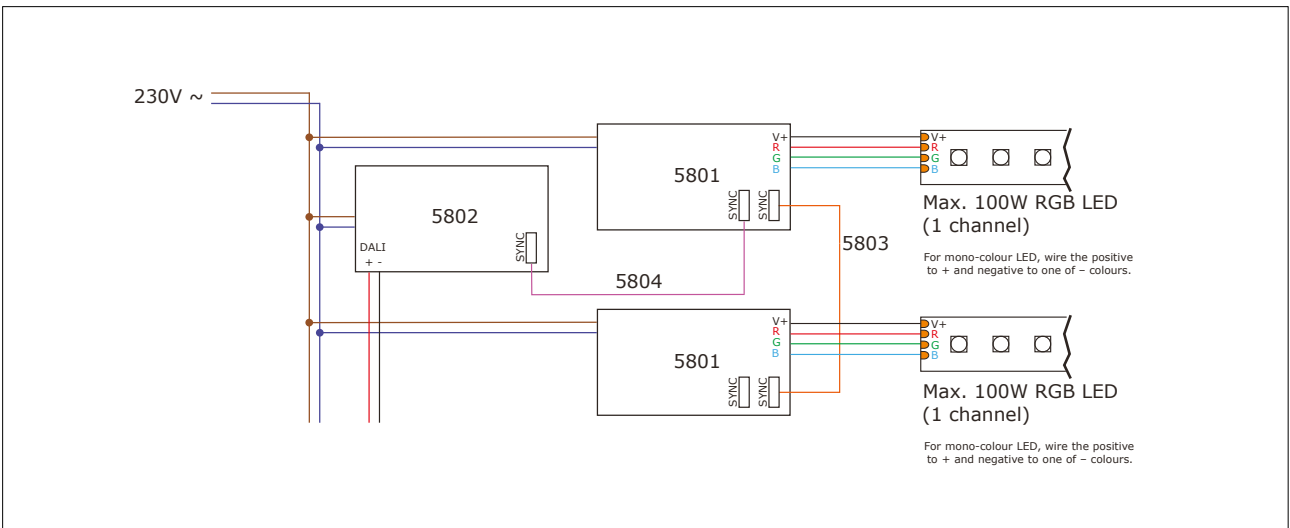 230V ~
5801
V+
R
G
B
SYNC
SYNC
V+
R
G
B
Max. 100W RGB LED
(1 channel)
For mono-colour LED, wire the positive
to + and negative to one of – colours.
5802
DALI
+ -
SYNC
5804
5803
5801
V+
R
G
B
SYNC
SYNC
V+
R
G
B
Max. 100W RGB LED
(1 channel)
For mono-colour LED, wire the positive
to + and negative to one of – colours.